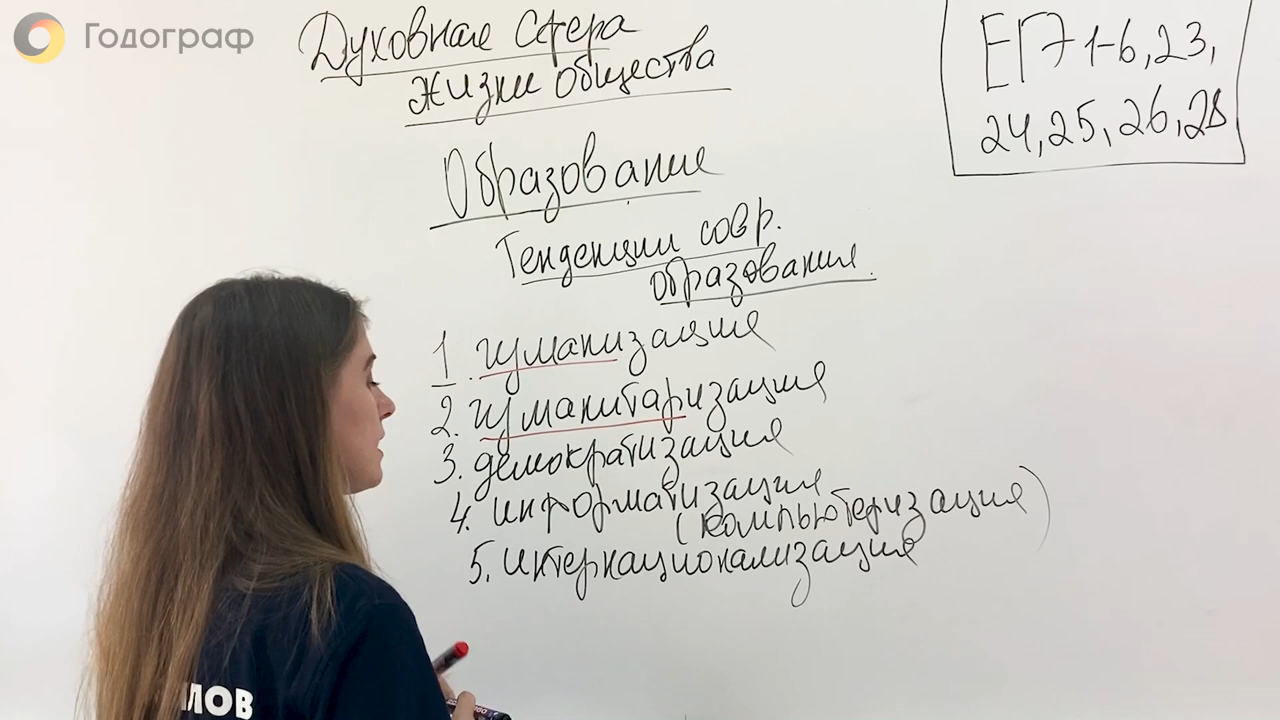 Годограф
Духовная сфера
жизни общества
ЕГЭ 1-6, 23,
24, 25, 26, 28
Образование
Тенденции совр.
образования.
1. гуманизация
2. гуманитаризация
3. демократизация
4. информатизация
(компьютеризация)
5. интернационализация